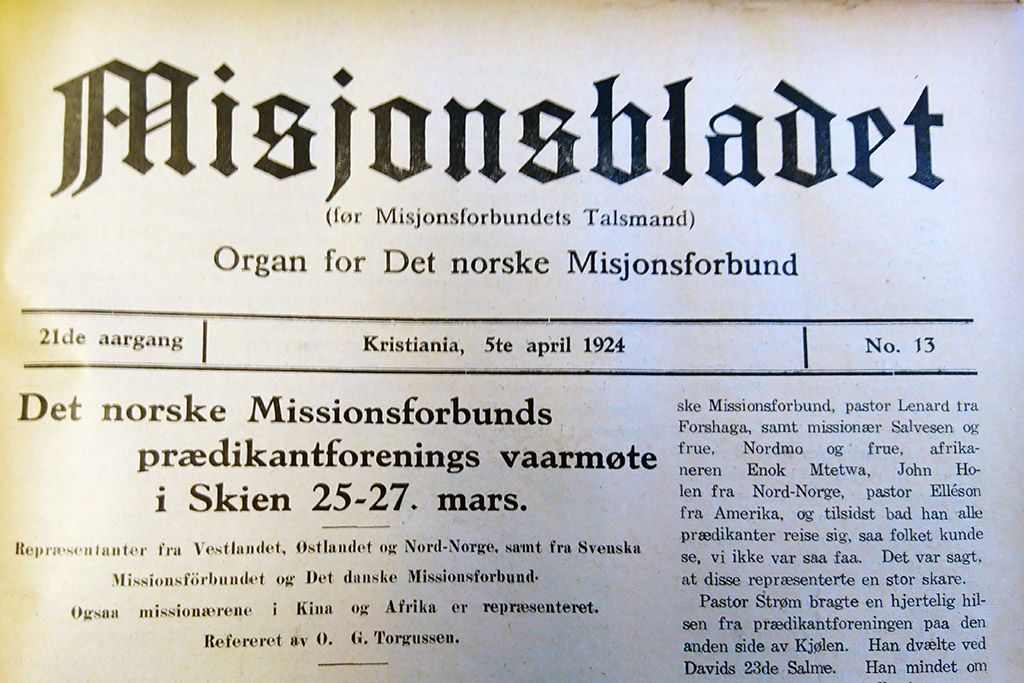 Misjonsbladet
(før Misjonsforbundets Talsmand)
Organ for Det norske Misjonsforbund
21de aargang
Kristiania, 5te april 1924
No. 13
Det norske Missionsforbunds
prædikantforenings vaarmøte
i Skien 25-27. mars.
Repræsentanter fra Vestlandet, Østlandet og Nord-Norge, samt fra Svenska
Missionsförbundet og Det danske Missionsforbund.
Ogsaa missionærene i Kina og Afrika er repræsenteret.
Refereret av O. G. Torgussen.
ske Missionsforbund, pastor Lenard tra
Forshaga, samt missionær Salvesen og
frue, Nordmo og frue, afrika-
neren Enok Mtetwa, John Ho-
len fra Nord-Norge, pastor Elléson
fra Amerika, og tilsidst bad han alle
prædikanter reise sig, saa folket kunde
se, vi ikke var saa faa. Det var sagt,
at disse repræsenterte en stor skare.
Pastor Strøm bragte en hjertelig hil-
sen fra prædikantforeningen paa den
anden side av Kjølen. Han dvælte ved
Davids 23de Salme. Han mindet om